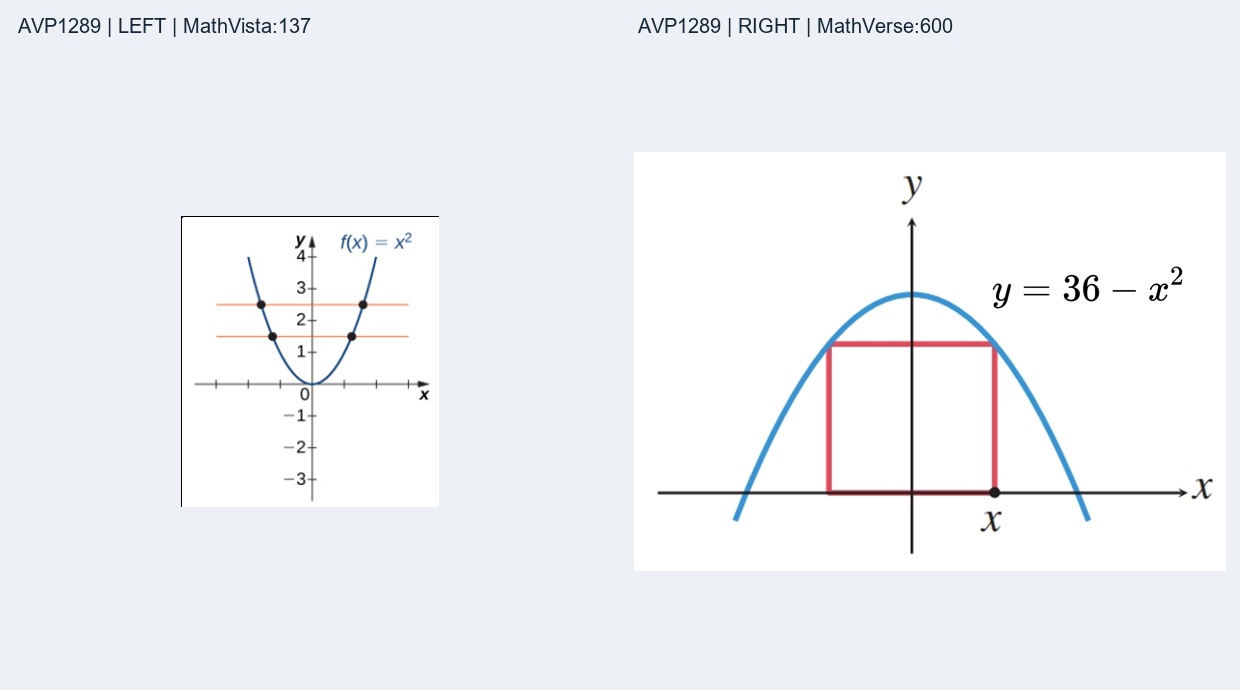 AVP1289 | LEFT | MathVista:137
AVP1289 | RIGHT | MathVerse:600
y
f(x) = x²
4
3
2
1
0
x
−1
−2
−3
y
y = 36 − x²
x
x